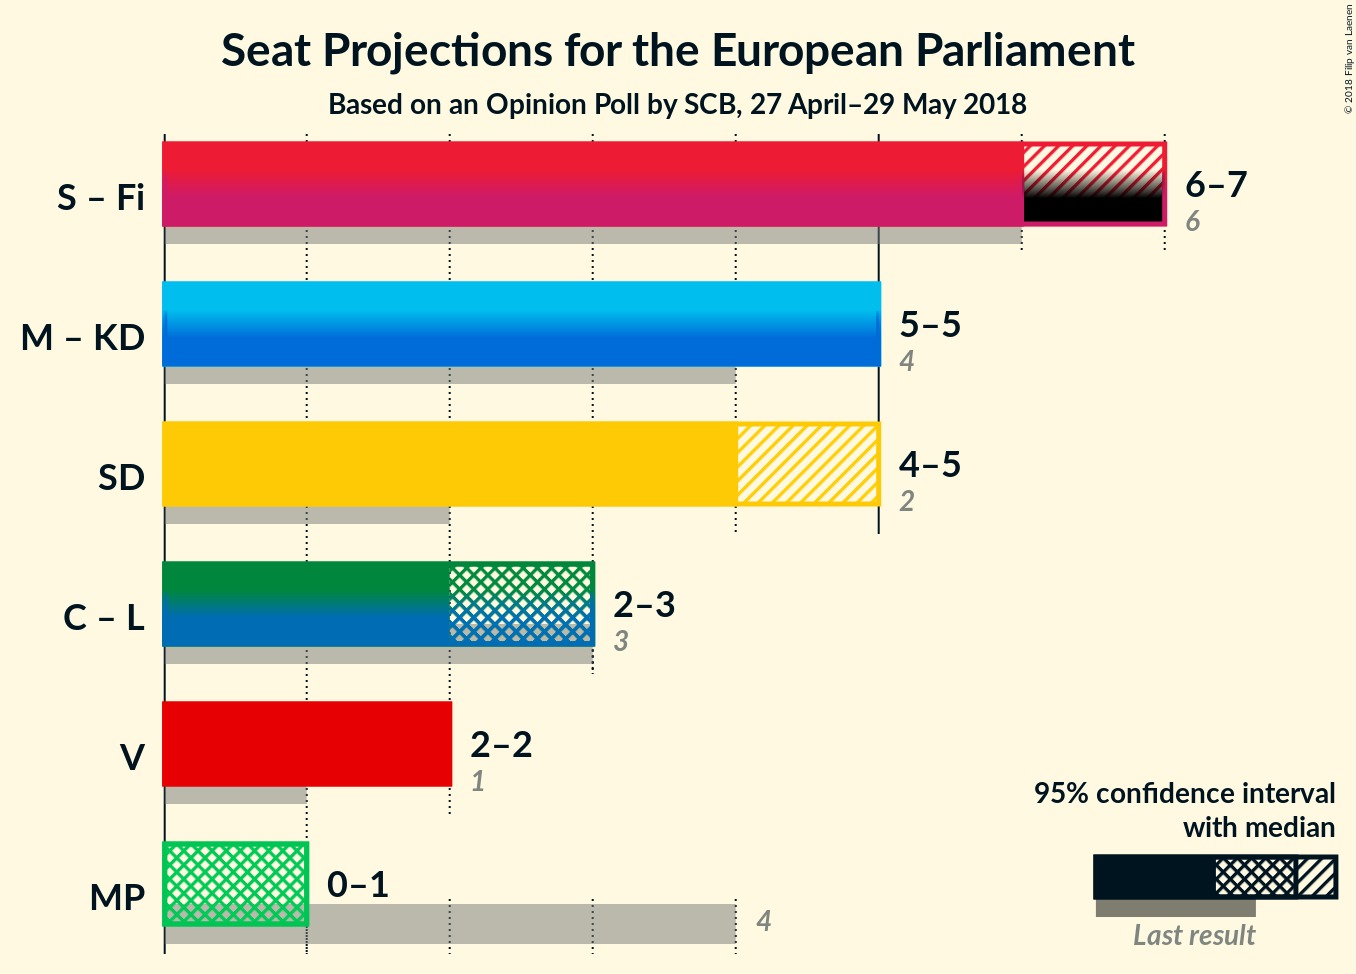 Seat Projections for the European Parliament
Based on an Opinion Poll by SCB, 27 April–29 May 2018
© 2018 Filip van Laenen
S – Fi
6–7
6
M – KD
5–5
4
SD
4–5
2
C – L
2–3
3
V
2–2
1
MP
0–1
4
95% confidence interval
with median
Last result